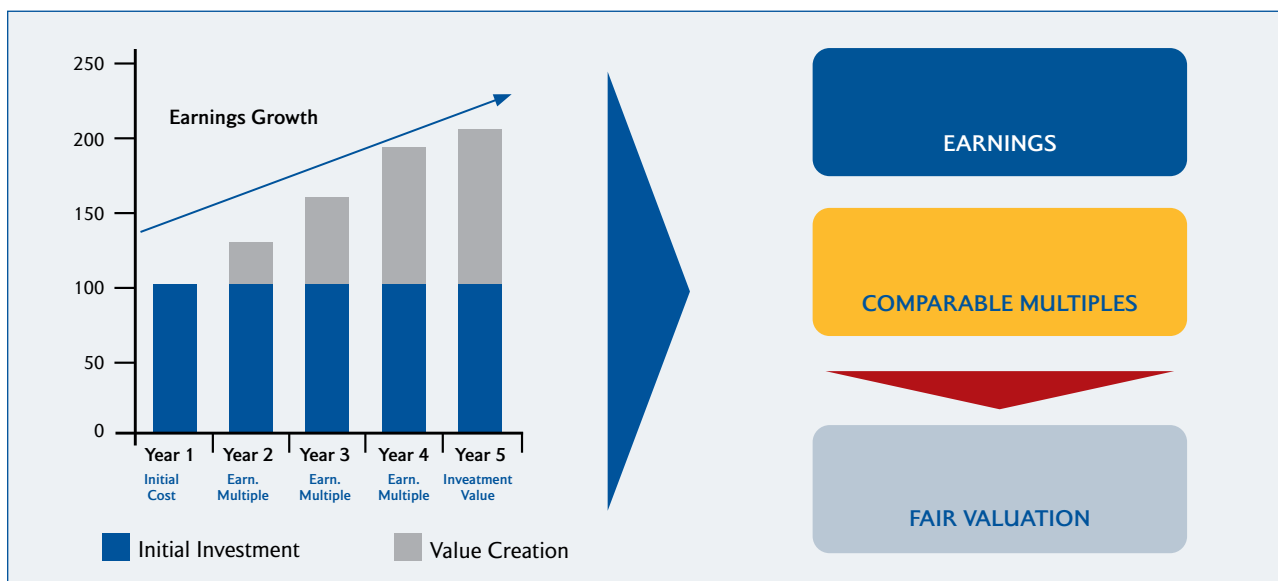 250
200
150
100
50
0
Earnings Growth
Year 1
Year 2
Year 3
Year 4
Year 5
Initial
Cost
Earn.
Multiple
Earn.
Multiple
Earn.
Multiple
Inveatment
Value
Initial Investment
Value Creation
EARNINGS
COMPARABLE MULTIPLES
FAIR VALUATION